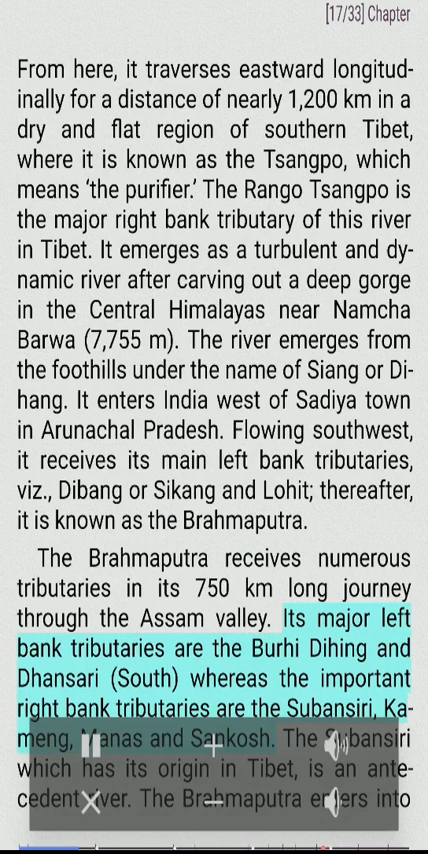 [17/33] Chapter
From here, it traverses eastward longitud-
inally for a distance of nearly 1,200 km in a
dry and flat region of southern Tibet,
where it is known as the Tsangpo, which
means ‘the purifier.’ The Rango Tsangpo is
the major right bank tributary of this river
in Tibet. It emerges as a turbulent and dy-
namic river after carving out a deep gorge
in the Central Himalayas near Namcha
Barwa (7,755 m). The river emerges from
the foothills under the name of Siang or Di-
hang. It enters India west of Sadiya town
in Arunachal Pradesh. Flowing southwest,
it receives its main left bank tributaries,
viz., Dibang or Sikang and Lohit; thereafter,
it is known as the Brahmaputra.
The Brahmaputra receives numerous
tributaries in its 750 km long journey
through the Assam valley. Its major left
bank tributaries are the Burhi Dihing and
Dhansari (South) whereas the important
right bank tributaries are the Subansiri, Ka-
meng, Manas and Sankosh. The Subansiri
which has its origin in Tibet, is an ante-
cedent river. The Brahmaputra enters into